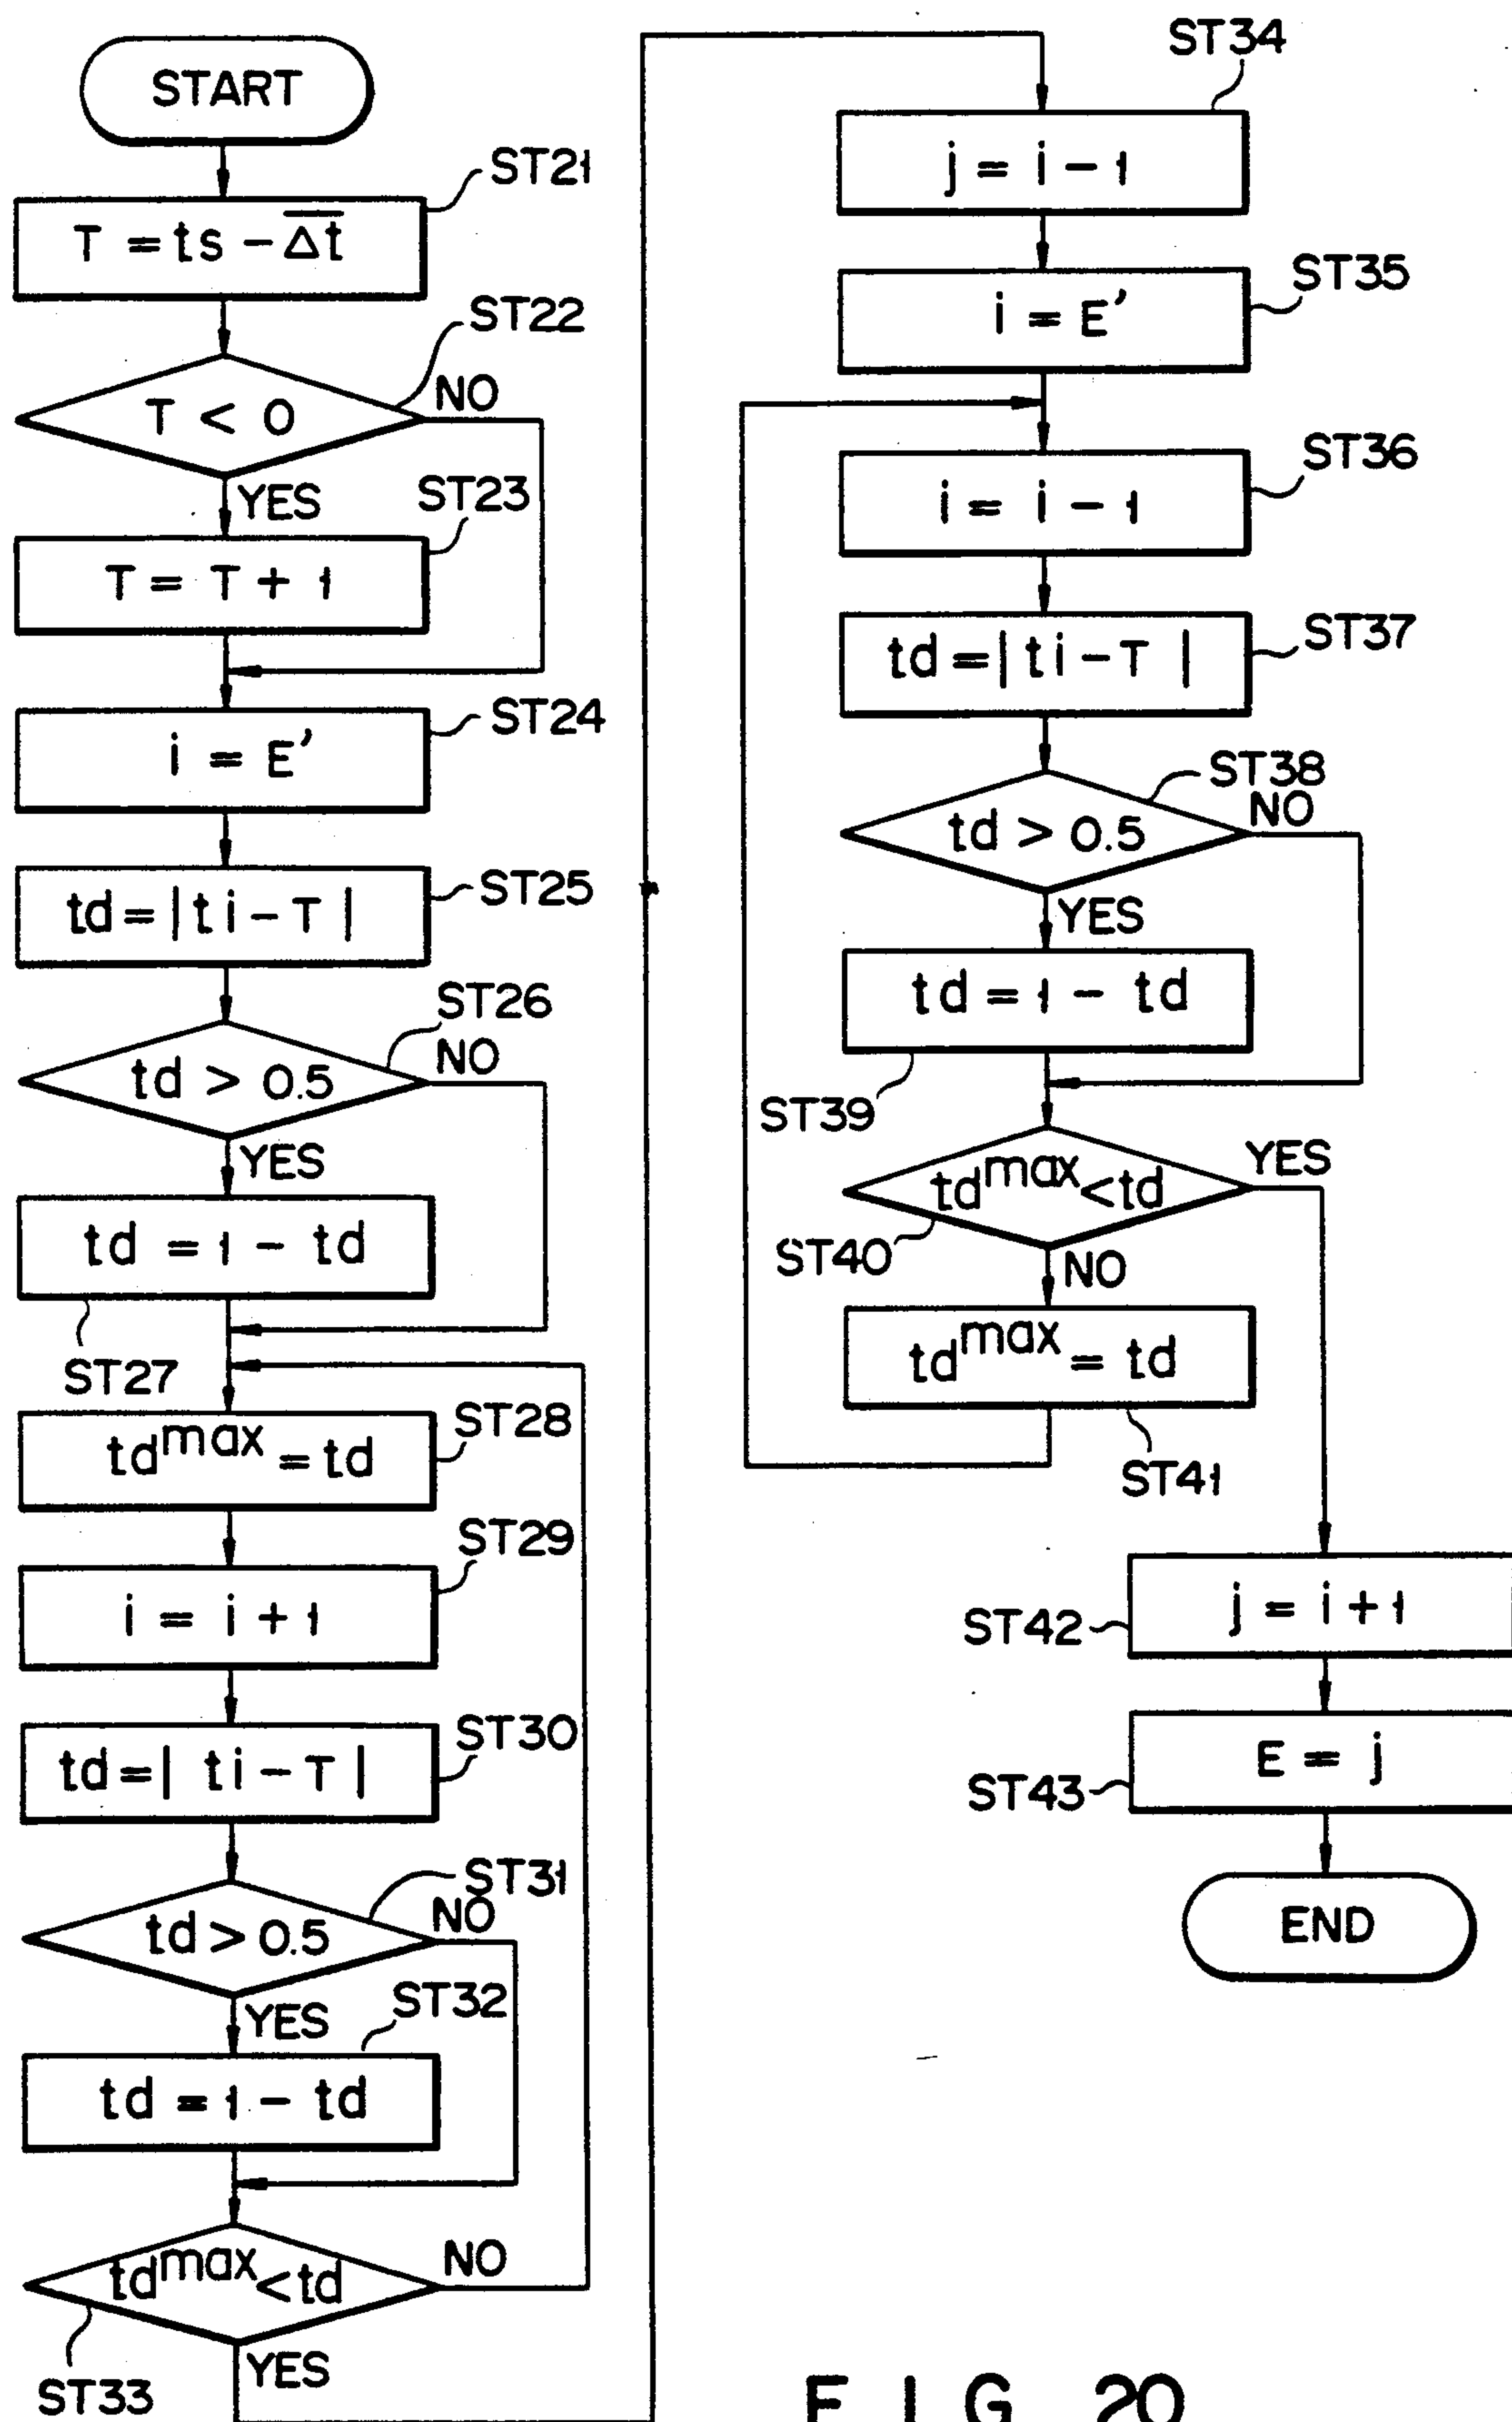 START
ST21
T = ts - Δt̅
ST22
T < 0
NO
YES
ST23
T = T + 1
ST24
i = E'
ST25
td = | ti - T |
ST26
td > 0.5
NO
YES
td = 1 - td
ST27
ST28
td^max = td
ST29
i = i + 1
ST30
td = | ti - T |
ST31
td > 0.5
NO
YES
ST32
td = 1 - td
td^max < td
NO
YES
ST33
ST34
j = i - 1
ST35
i = E'
ST36
i = i - 1
ST37
td = | ti - T |
ST38
td > 0.5
NO
YES
td = 1 - td
ST39
td^max < td
YES
ST40
NO
td^max = td
ST41
j = i + 1
ST42
E = j
ST43
END
F I G. 20